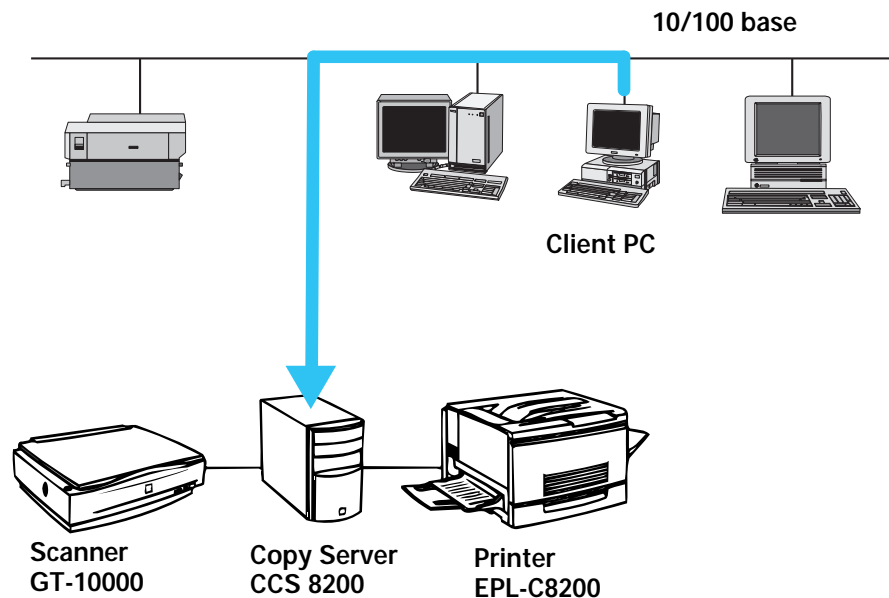 10/100 base
Client PC
Scanner
GT-10000
Copy Server
CCS 8200
Printer
EPL-C8200